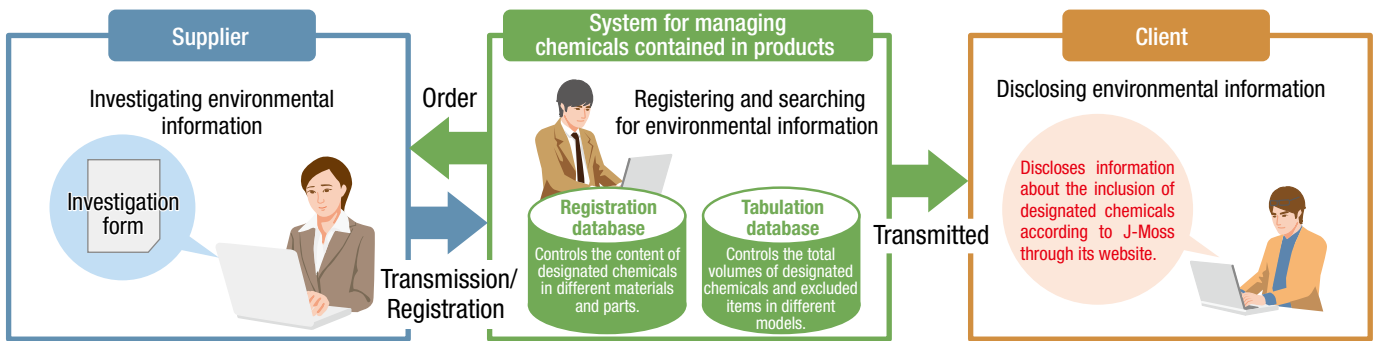 Supplier
Investigating environmental
information
Investigation
form
Order
Transmission/
Registration
System for managing
chemicals contained in products
Registering and searching
for environmental information
Registration
database
Controls the content of
designated chemicals
in different materials
and parts.
Tabulation
database
Controls the total
volumes of designated
chemicals and excluded
items in different
models.
Transmitted
Client
Disclosing environmental information
Discloses information
about the inclusion of
designated chemicals
according to J-Moss
through its website.